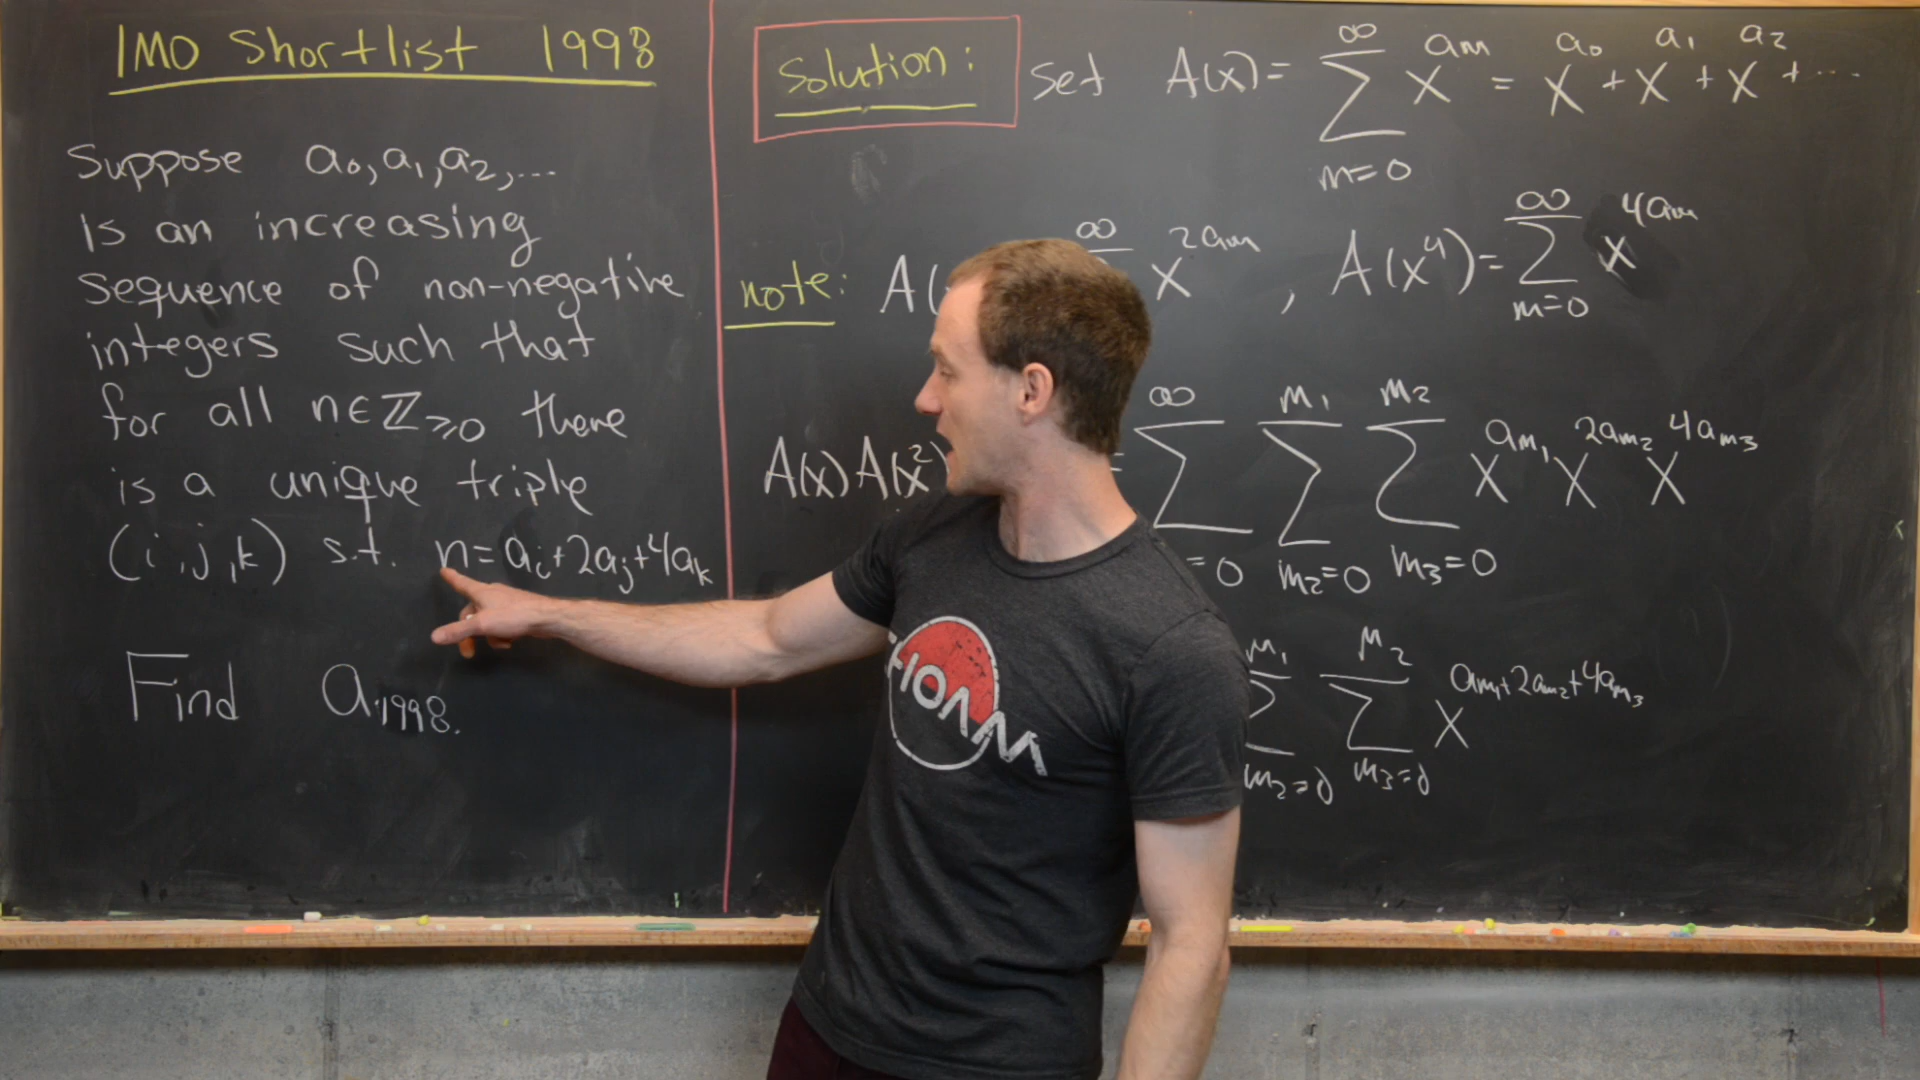 IMO Shortlist 1998
Suppose a₀, a₁, a₂, ...
is an increasing
sequence of non-negative
integers such that
for all n∈ℤ≥0 there
is a unique triple
(i, j, k) s.t. n=aᵢ+2aⱼ+4aₖ
Find a₁₉₉₈.
Solution: Set A(x)= ∑_{m=0}^{∞} x^{a_m} = x^{a₀} + x^{a₁} + x^{a₂} + ...
note: A( ∞ x^{2a_m} , A(x⁴)= ∑_{m=0}^{∞} x^{4a_m}
A(x)A(x²) = ∑_{=0}^{∞} ∑_{m₂=0}^{m₁} ∑_{m₃=0}^{m₂} x^{a_{m₁}} x^{2a_{m₂}} x^{4a_{m₃}}
∑_{m₂=0}^{m₁} ∑_{m₃=0}^{m₂} x^{a_{m₁}+2a_{m₂}+4a_{m₃}}